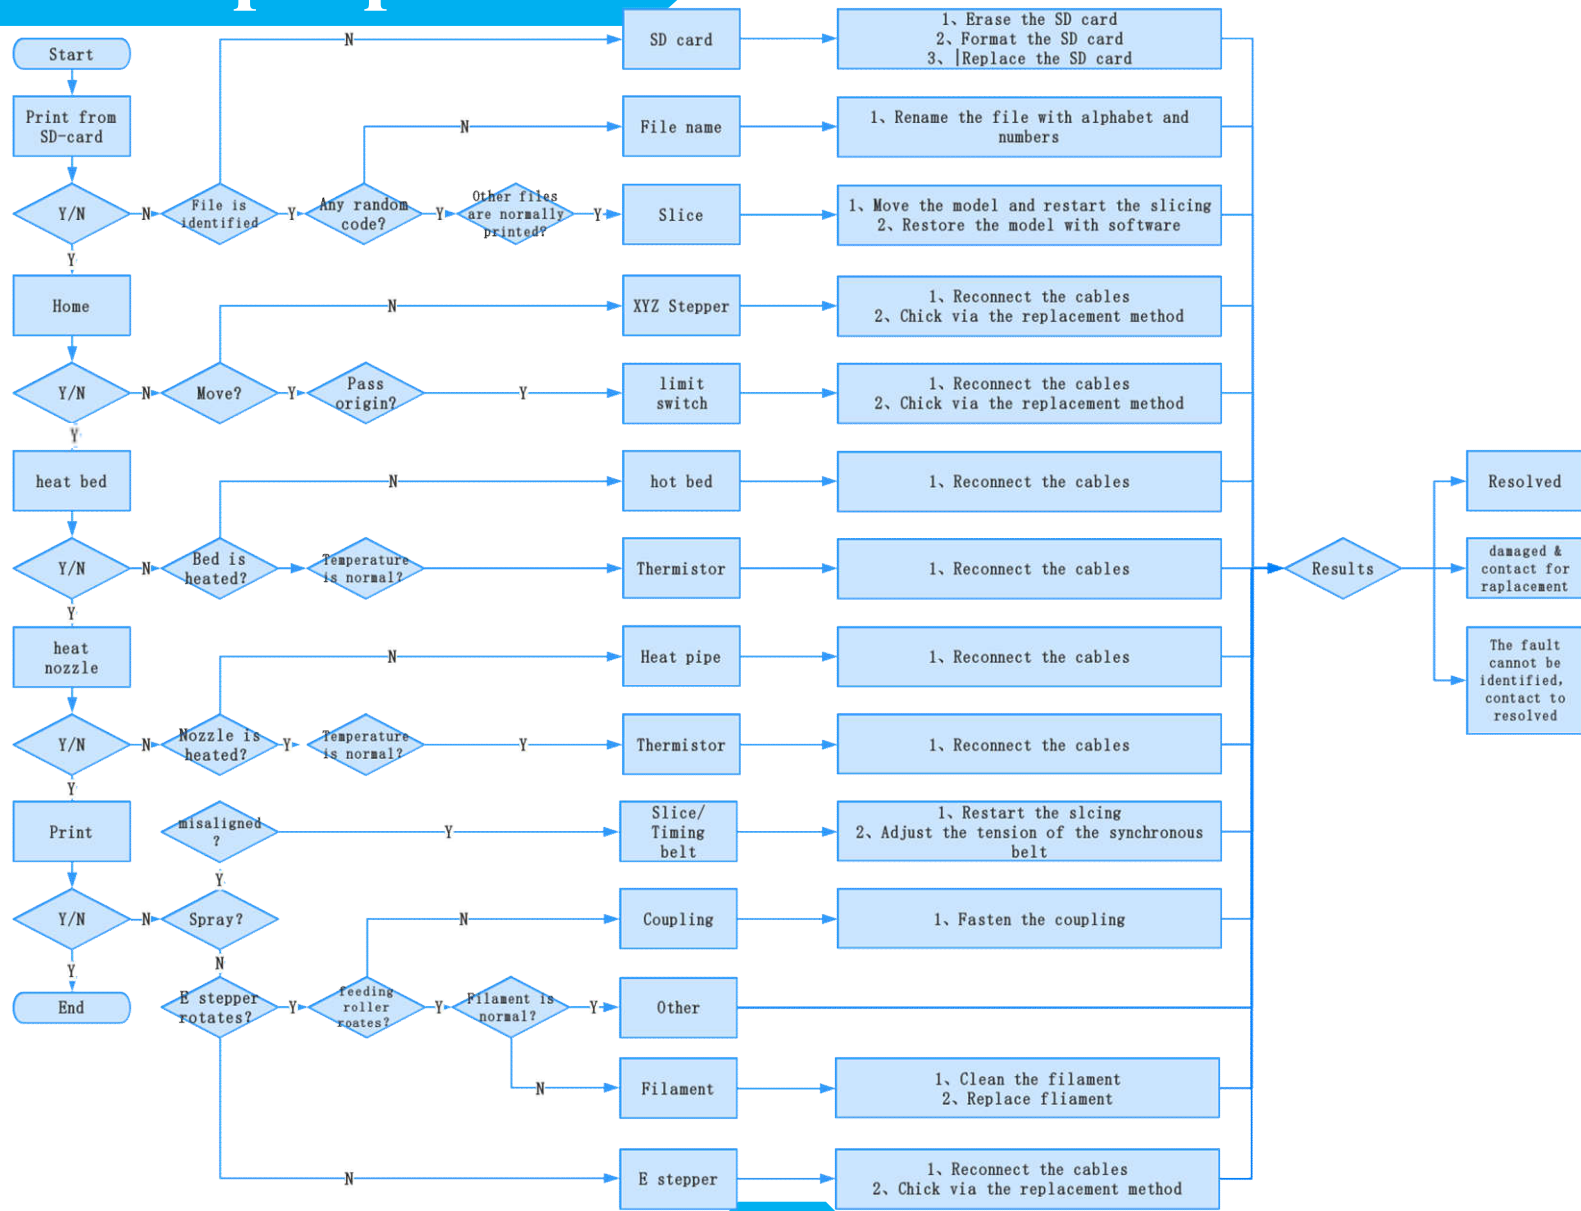 Start
N
SD card
1、Erase the SD card
2、Format the SD card
3、|Replace the SD card
Print from
SD-card
N
File name
1、Rename the file with alphabet and
numbers
Y/N
N
File is
identified
Y
Any random
code?
Y
Other files
are normally
printed?
Y
Slice
1、Move the model and restart the slicing
2、Restore the model with software
Y
Home
N
XYZ Stepper
1、Reconnect the cables
2、Chick via the replacement method
Y/N
N
Move?
Y
Pass
origin?
Y
limit
switch
1、Reconnect the cables
2、Chick via the replacement method
Y
heat bed
N
hot bed
1、Reconnect the cables
Resolved
Y/N
N
Bed is
heated?
Temperature
is normal?
Thermistor
1、Reconnect the cables
Results
damaged &
contact for
raplacement
Y
heat
nozzle
N
Heat pipe
1、Reconnect the cables
The fault
cannot be
identified,
contact to
resolved
Y/N
N
Nozzle is
heated?
Y
Temperature
is normal?
Y
Thermistor
1、Reconnect the cables
Y
Print
misaligned
?
Y
Slice/
Timing
belt
1、Restart the slcing
2、Adjust the tension of the synchronous
belt
Y
Y/N
N
Spray?
N
Coupling
1、Fasten the coupling
Y
N
End
E stepper
rotates?
Y
feeding
roller
roates?
Y
Filament is
normal?
Y
Other
N
Filament
1、Clean the filament
2、Replace fliament
N
E stepper
1、Reconnect the cables
2、Chick via the replacement method